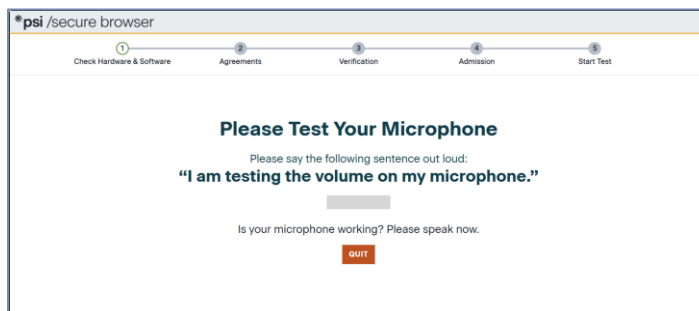 *psi /secure browser
1 2 3 4 5
Check Hardware & Software Agreements Verification Admission Start Test
Please Test Your Microphone
Please say the following sentence out loud:
“I am testing the volume on my microphone.”
Is your microphone working? Please speak now.
QUIT